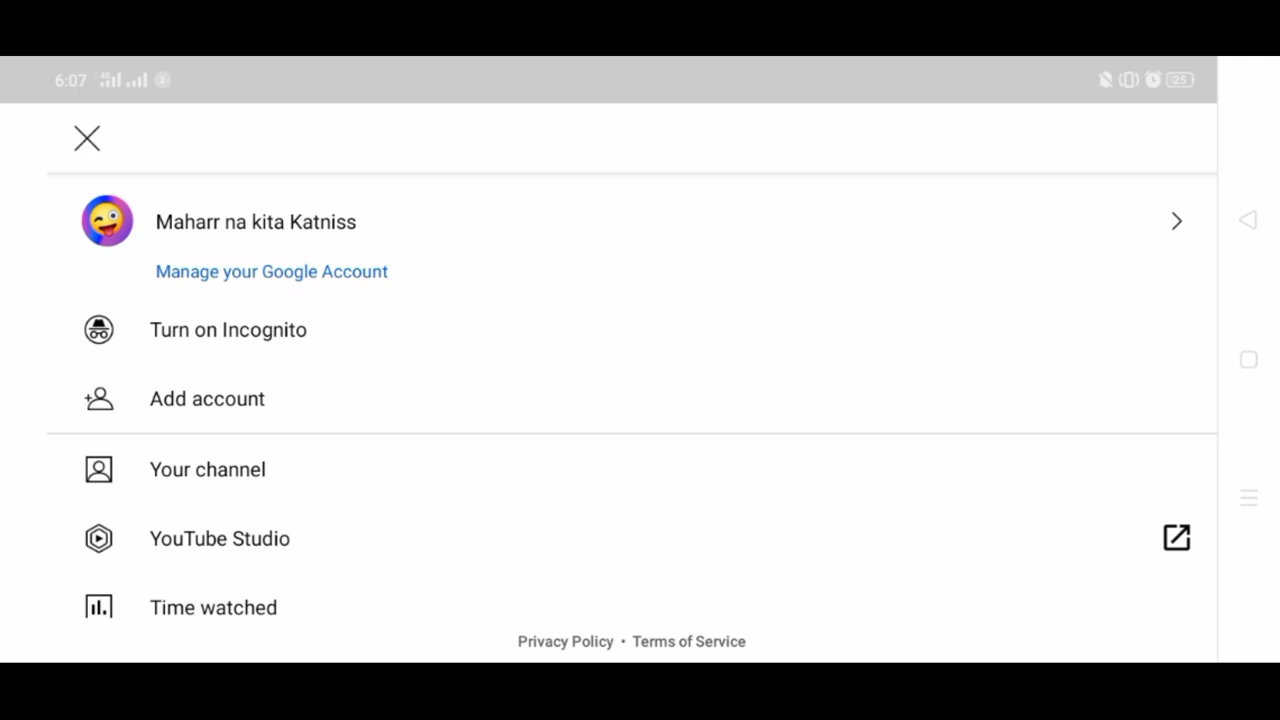 6:07
25
Maharr na kita Katniss
Manage your Google Account
Turn on Incognito
Add account
Your channel
YouTube Studio
Time watched
Privacy Policy • Terms of Service